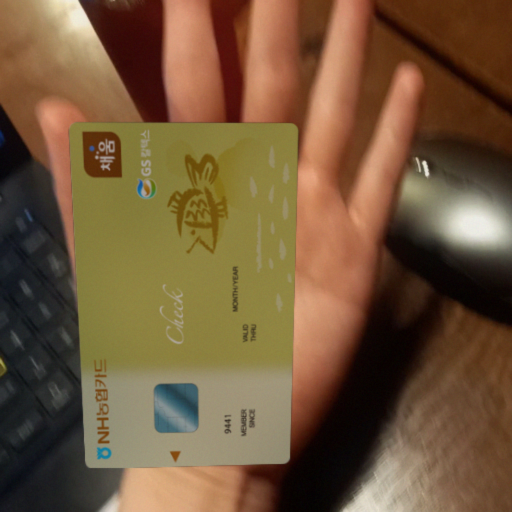 NH농협카드
채움
GS칼텍스
Check
MONTH/YEAR
VALID
THRU
9441
MEMBER
SINCE